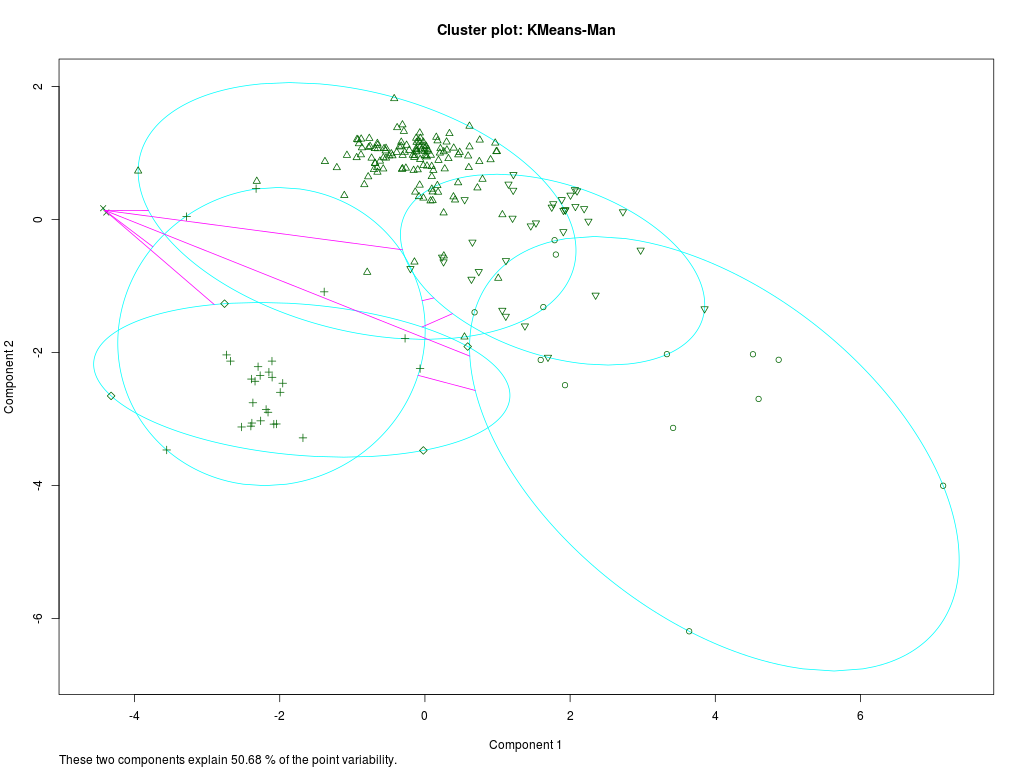 Cluster plot: KMeans-Man
2
0
-2
-4
-6
Component 2
-4
-2
0
2
4
6
Component 1
These two components explain 50.68 % of the point variability.